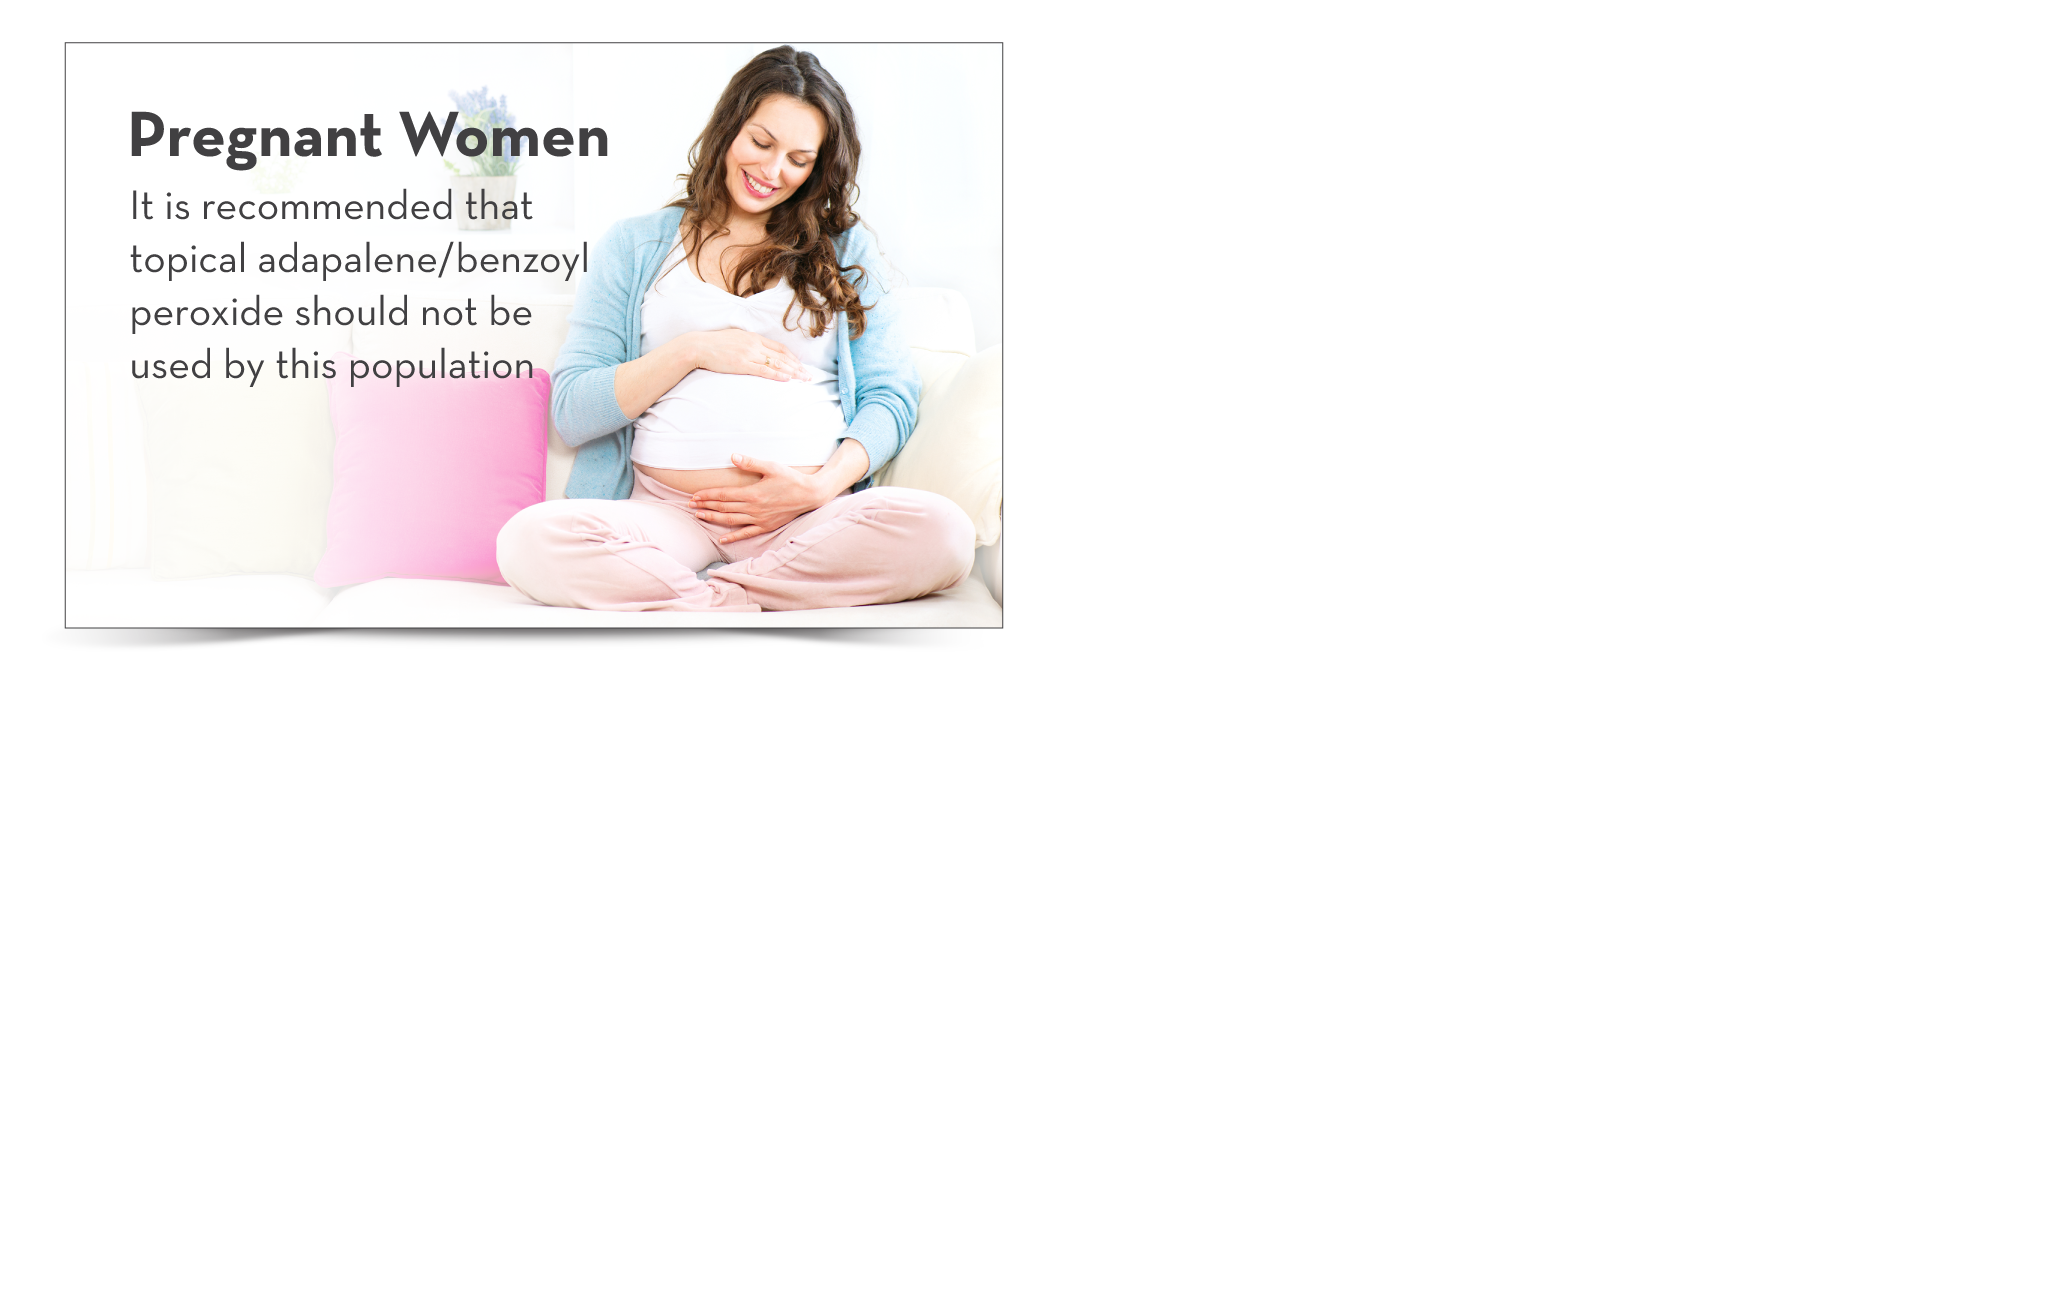 Pregnant Women
It is recommended that
topical adapalene/benzoyl
peroxide should not be
used by this population